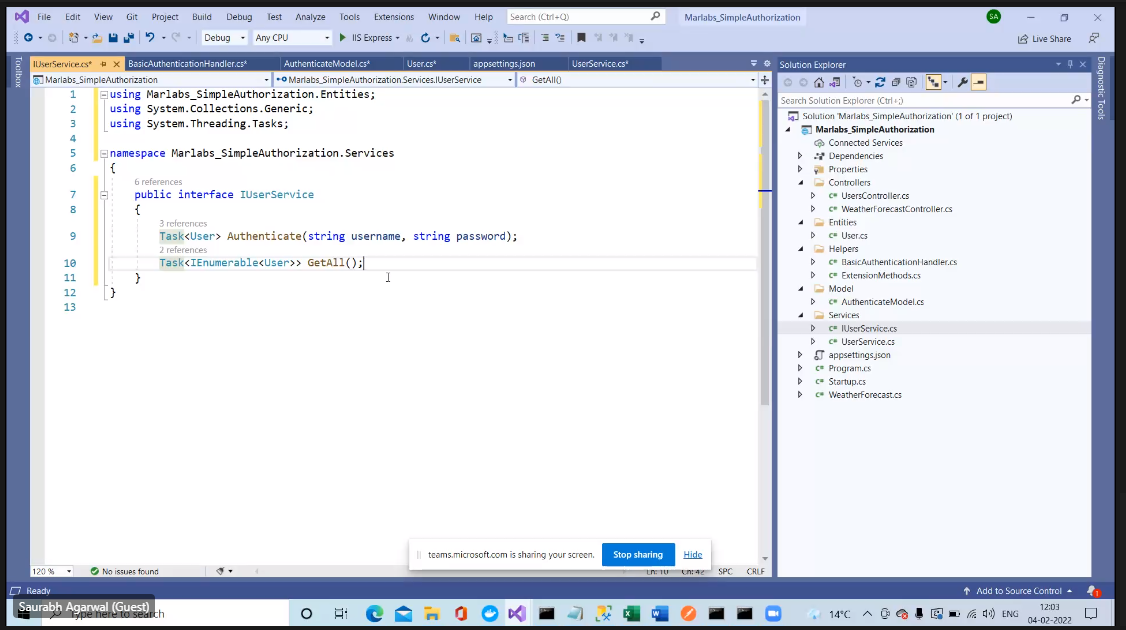 File Edit View Git Project Build Debug Test Analyze Tools Extensions Window Help Search (Ctrl+Q) Marlabs_SimpleAuthorization SA
Debug Any CPU IIS Express Live Share
Toolbox
IUserService.cs* BasicAuthenticationHandler.cs* AuthenticateModel.cs* User.cs* appsettings.json UserService.cs*
Marlabs_SimpleAuthorization Marlabs_SimpleAuthorization.Services.IUserService GetAll()
1 using Marlabs_SimpleAuthorization.Entities;
2 using System.Collections.Generic;
3 using System.Threading.Tasks;
4
5 namespace Marlabs_SimpleAuthorization.Services
6 {
6 references
7 public interface IUserService
8 {
3 references
9 Task<User> Authenticate(string username, string password);
2 references
10 Task<IEnumerable<User>> GetAll();
11 }
12 }
13
Solution Explorer
Search Solution Explorer (Ctrl+;)
Solution 'Marlabs_SimpleAuthorization' (1 of 1 project)
Marlabs_SimpleAuthorization
Connected Services
Dependencies
Properties
Controllers
C# UsersController.cs
C# WeatherForecastController.cs
Entities
C# User.cs
Helpers
C# BasicAuthenticationHandler.cs
C# ExtensionMethods.cs
Model
C# AuthenticateModel.cs
Services
C# IUserService.cs
C# UserService.cs
appsettings.json
C# Program.cs
C# Startup.cs
C# WeatherForecast.cs
Diagnostic Tools
teams.microsoft.com is sharing your screen. Stop sharing Hide
120 % No issues found Ln: 10 Ch: 42 SPC CRLF
Ready Add to Source Control 1
Saurabh Agarwal (Guest)
Type here to search
14°C ENG 12:03
04-02-2022